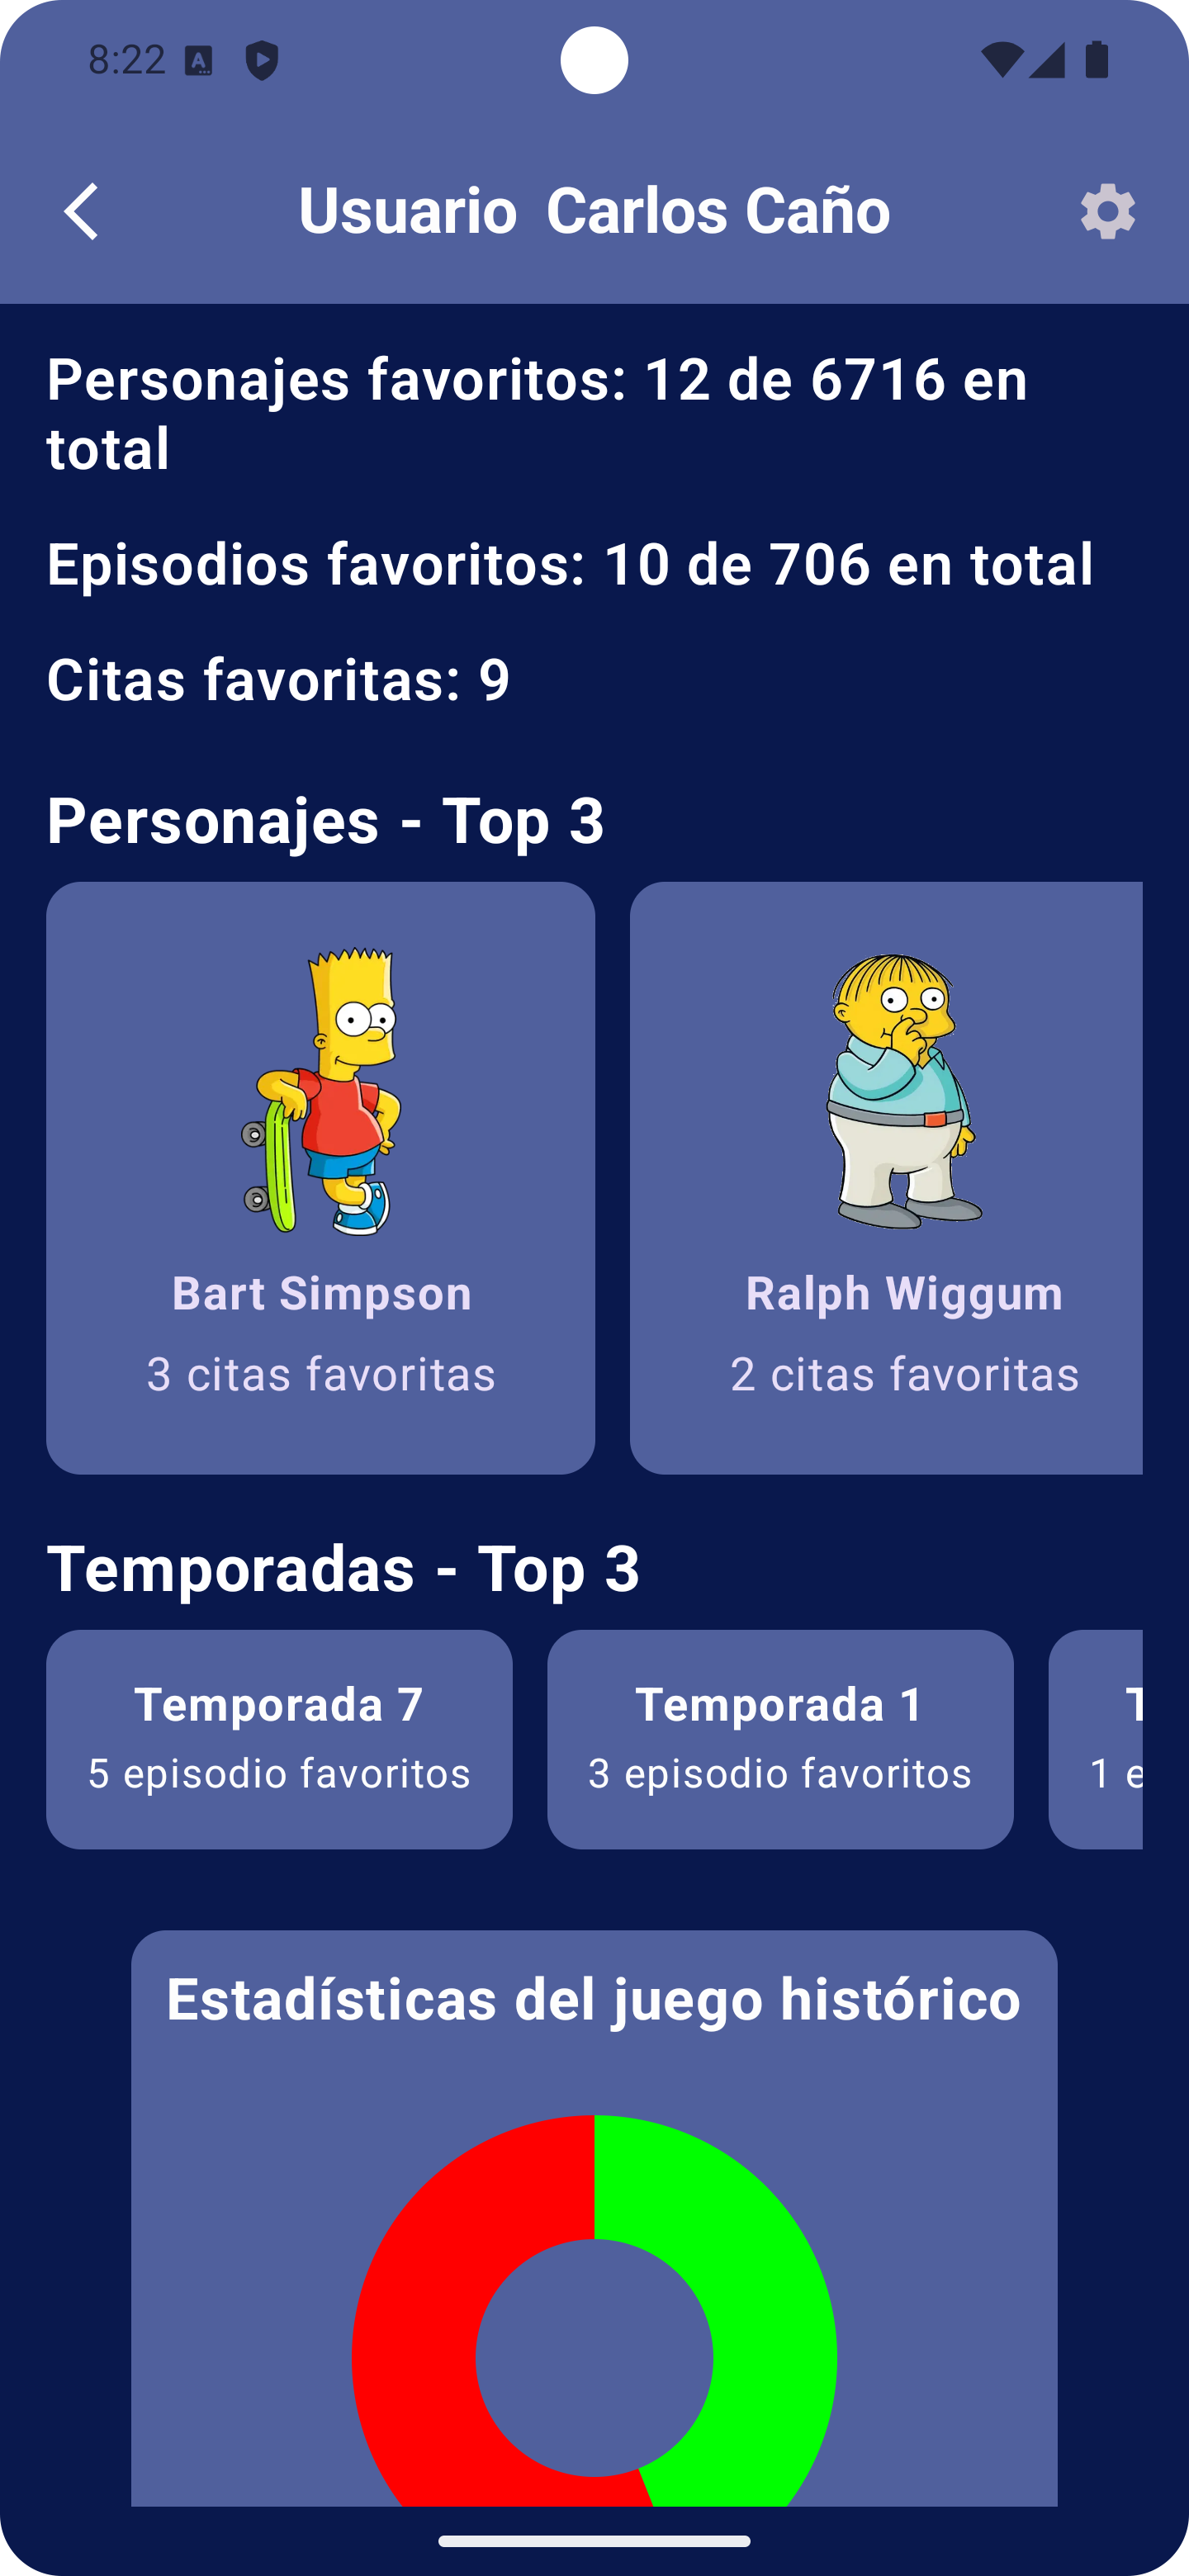 8:22
Usuario Carlos Caño
Personajes favoritos: 12 de 6716 en
total
Episodios favoritos: 10 de 706 en total
Citas favoritas: 9
Personajes - Top 3
Bart Simpson
3 citas favoritas
Ralph Wiggum
2 citas favoritas
Temporadas - Top 3
Temporada 7
5 episodio favoritos
Temporada 1
3 episodio favoritos
1
Estadísticas del juego histórico